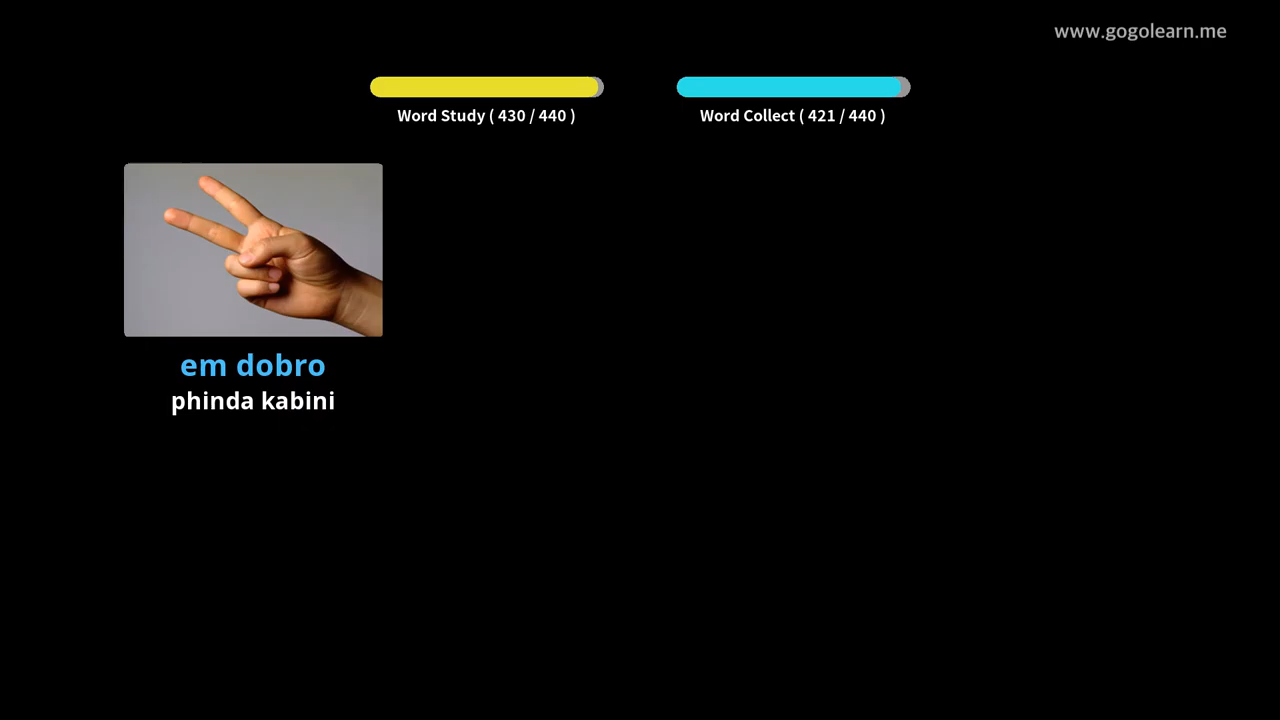 www.gogolearn.me
Word Study ( 430 / 440 )
Word Collect ( 421 / 440 )
em dobro
phinda kabini